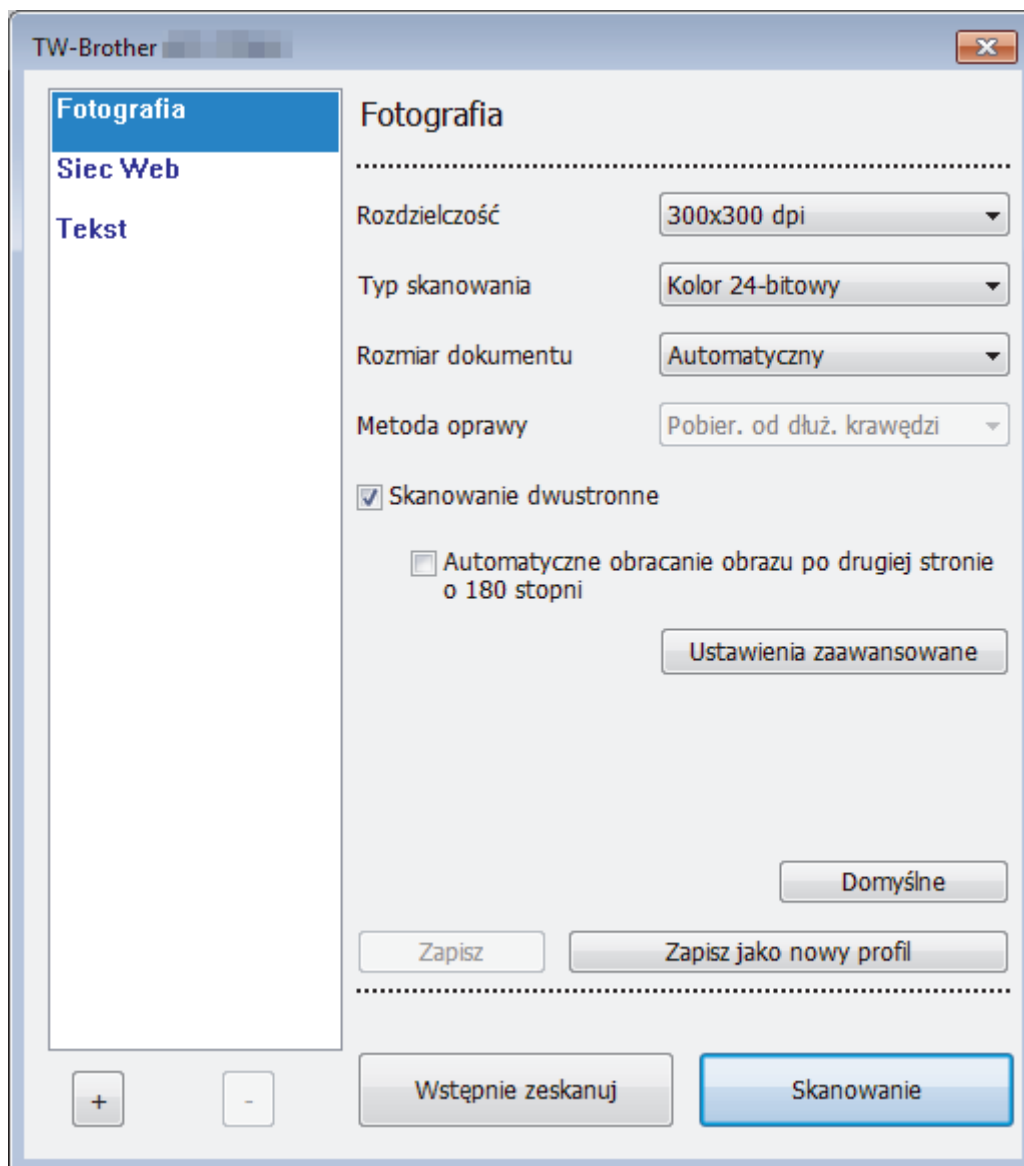 TW-Brother
Fotografia
Siec Web
Tekst
Fotografia
Rozdzielczość 300x300 dpi
Typ skanowania Kolor 24-bitowy
Rozmiar dokumentu Automatyczny
Metoda oprawy Pobier. od dłuż. krawędzi
Skanowanie dwustronne
Automatyczne obracanie obrazu po drugiej stronie
o 180 stopni
Ustawienia zaawansowane
Domyślne
Zapisz Zapisz jako nowy profil
+ - Wstępnie zeskanuj Skanowanie